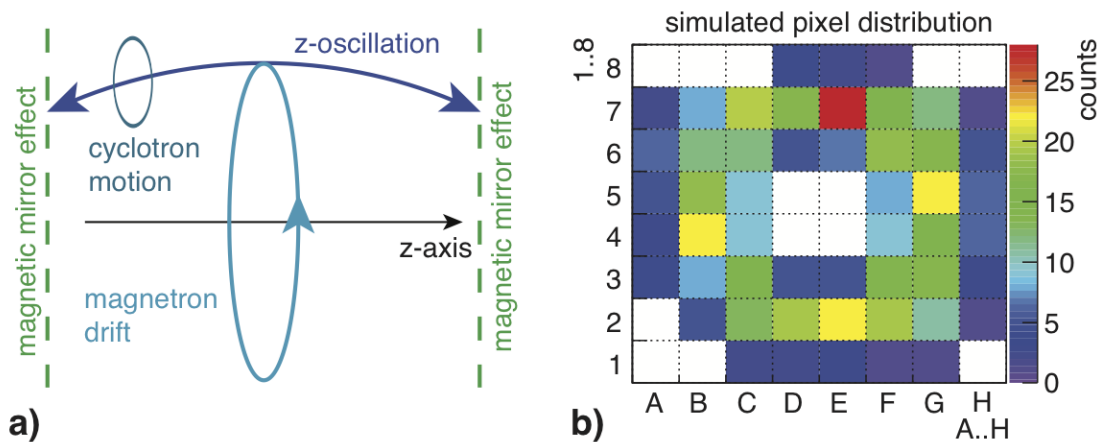 magnetic mirror effect
z-oscillation
cyclotron
motion
z-axis
magnetron
drift
magnetic mirror effect
a)
simulated pixel distribution
1..8
8
7
6
5
4
3
2
1
A B C D E F G H
A..H
counts
25
20
15
10
5
0
b)